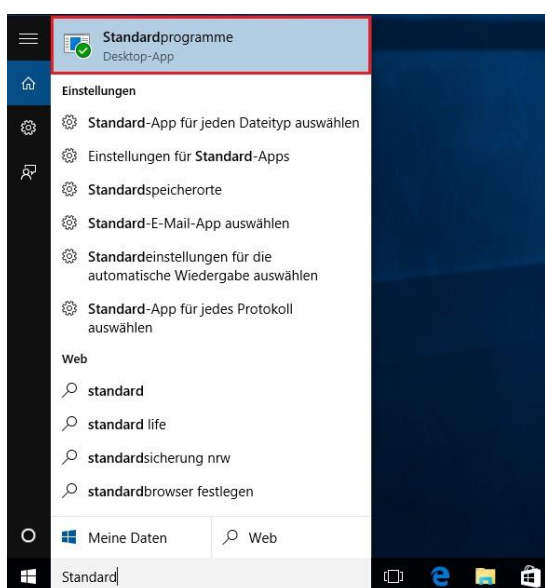 Standardprogramme
Desktop-App
Einstellungen
Standard-App für jeden Dateityp auswählen
Einstellungen für Standard-Apps
Standardspeicherorte
Standard-E-Mail-App auswählen
Standardeinstellungen für die
automatische Wiedergabe auswählen
Standard-App für jedes Protokoll
auswählen
Web
standard
standard life
standardsicherung nrw
standardbrowser festlegen
Meine Daten
Web
Standard